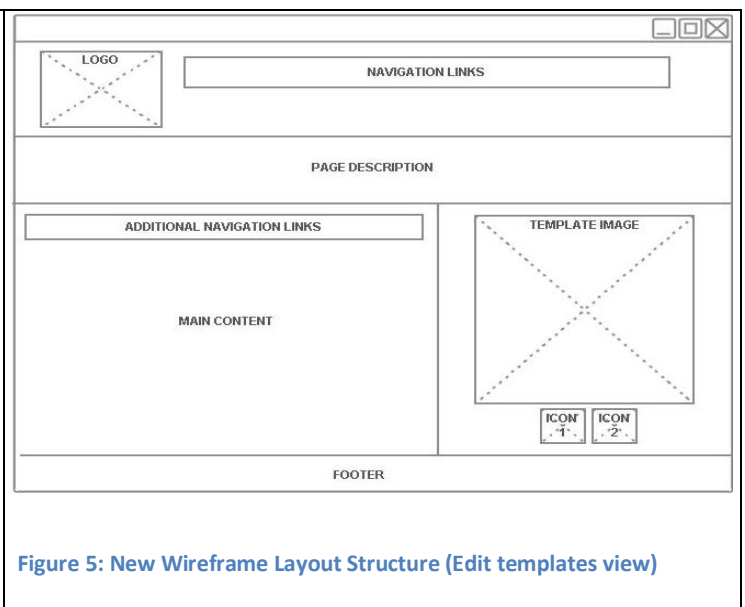 LOGO
NAVIGATION LINKS
PAGE DESCRIPTION
ADDITIONAL NAVIGATION LINKS
MAIN CONTENT
TEMPLATE IMAGE
ICON
1
ICON
2
FOOTER
Figure 5: New Wireframe Layout Structure (Edit templates view)